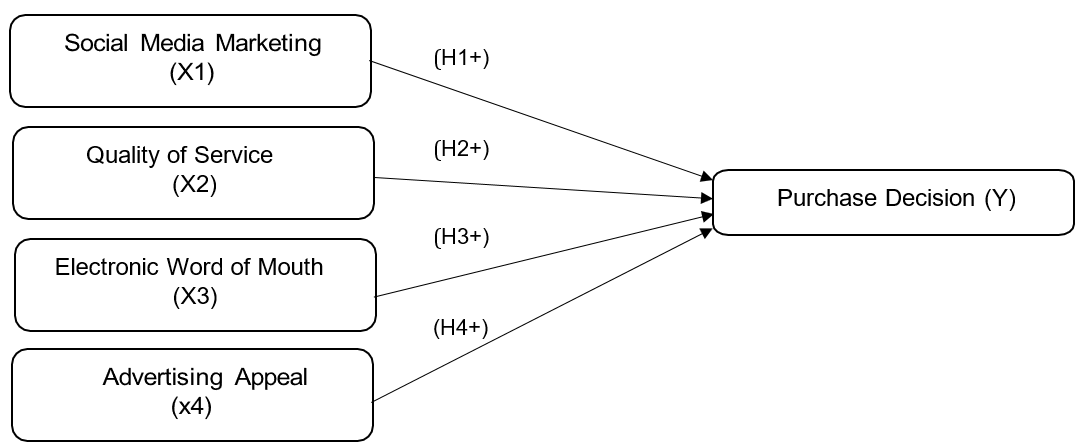 Social Media Marketing
(X1)
(H1+)
Quality of Service
(X2)
(H2+)
Purchase Decision (Y)
Electronic Word of Mouth
(X3)
(H3+)
Advertising Appeal
(x4)
(H4+)